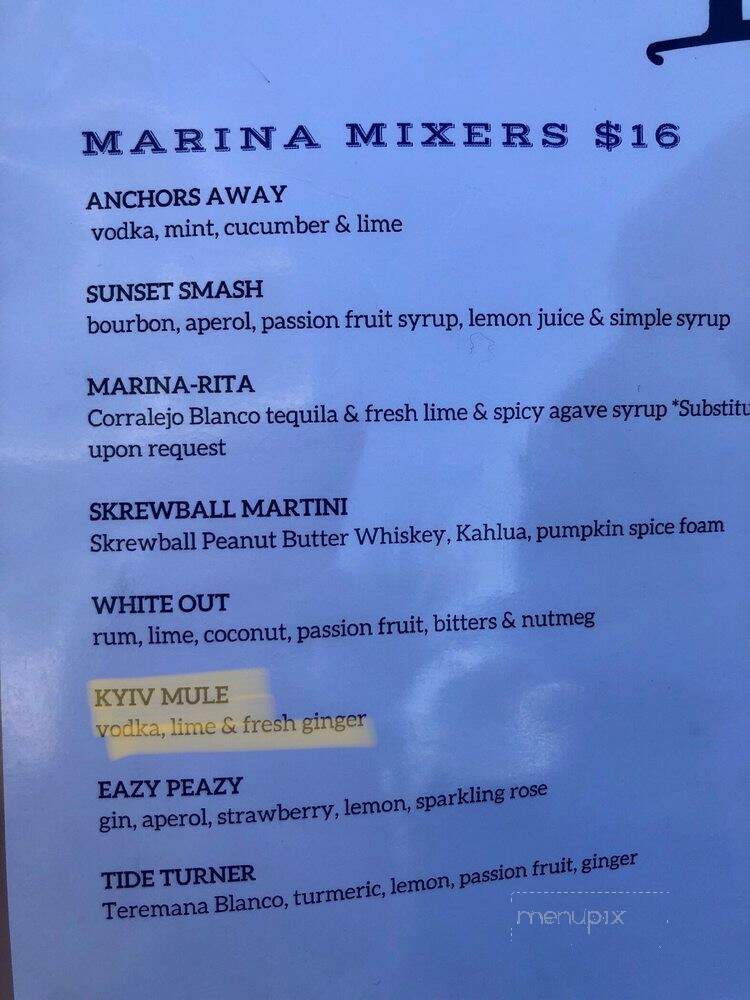 MARINA MIXERS $16
ANCHORS AWAY
vodka, mint, cucumber & lime
SUNSET SMASH
bourbon, aperol, passion fruit syrup, lemon juice & simple syrup
MARINA-RITA
Corralejo Blanco tequila & fresh lime & spicy agave syrup
upon request
SKREWBALL MARTINI
Skrewball Peanut Butter Whiskey, Kahlua, pumpkin spice foam
WHITE OUT
rum, lime, coconut, passion fruit, bitters & nutmeg
KYIV MULE
vodka, lime & fresh ginger
EAZY PEAZY
gin, aperol, strawberry, lemon, sparkling rose
TIDE TURNER
Teremana Blanco, turmeric, lemon, passion fruit, ginger
menupix